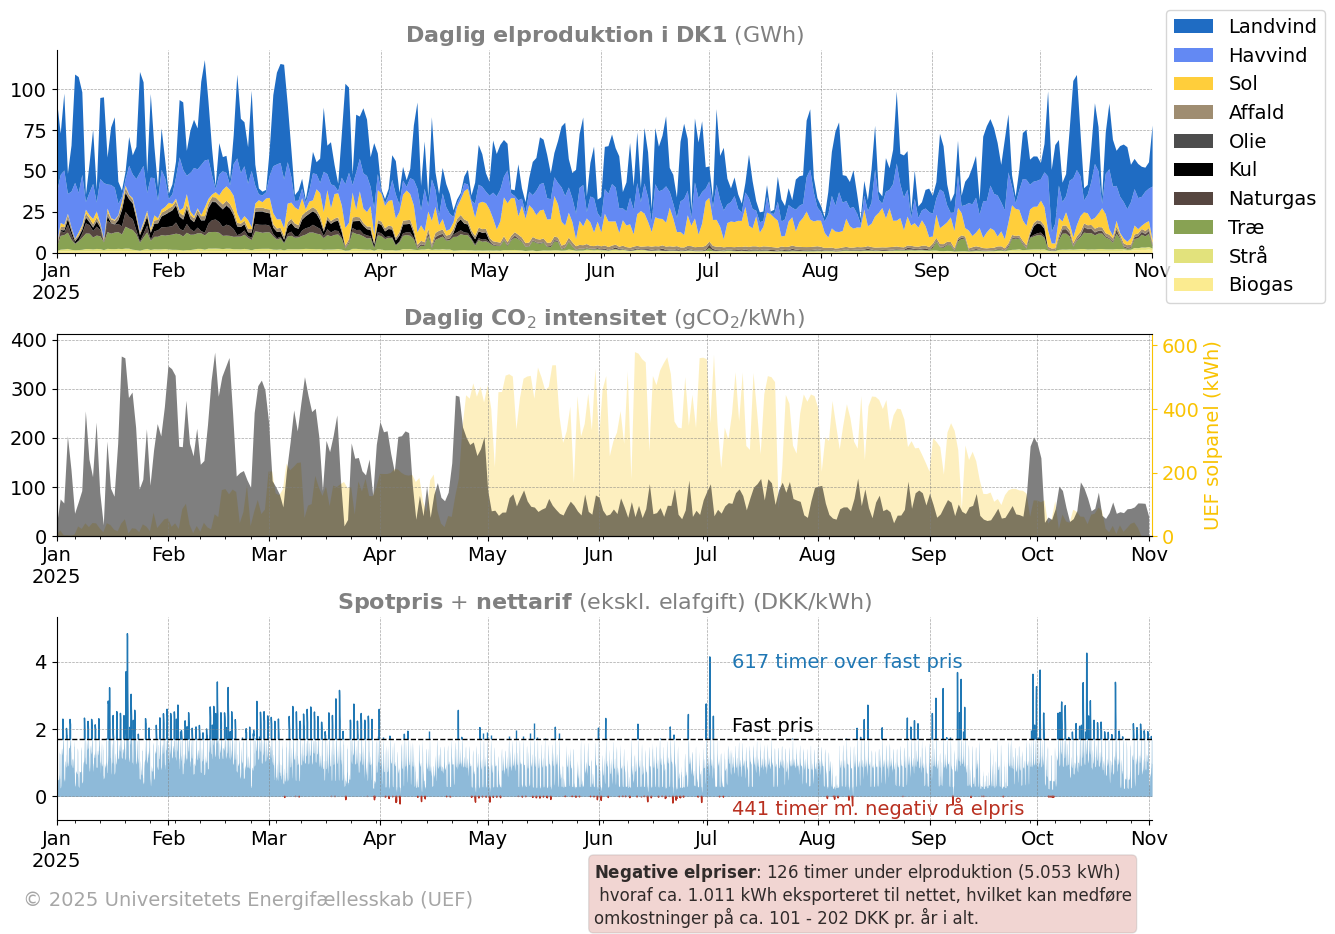 Daglig elproduktion i DK1 (GWh)
100
75
50
25
0
Jan Feb Mar Apr May Jun Jul Aug Sep Oct Nov
2025
Landvind
Havvind
Sol
Affald
Olie
Kul
Naturgas
Træ
Strå
Biogas
Daglig CO₂ intensitet (gCO₂/kWh)
400
300
200
100
0
600
400
200
0
UEF solpanel (kWh)
Jan Feb Mar Apr May Jun Jul Aug Sep Oct Nov
2025
Spotpris + nettarif (ekskl. elafgift) (DKK/kWh)
4
2
0
617 timer over fast pris
Fast pris
441 timer m. negativ rå elpris
Jan Feb Mar Apr May Jun Jul Aug Sep Oct Nov
2025
Negative elpriser: 126 timer under elproduktion (5.053 kWh)
hvoraf ca. 1.011 kWh eksporteret til nettet, hvilket kan medføre
omkostninger på ca. 101 - 202 DKK pr. år i alt.
© 2025 Universitetets Energifællesskab (UEF)